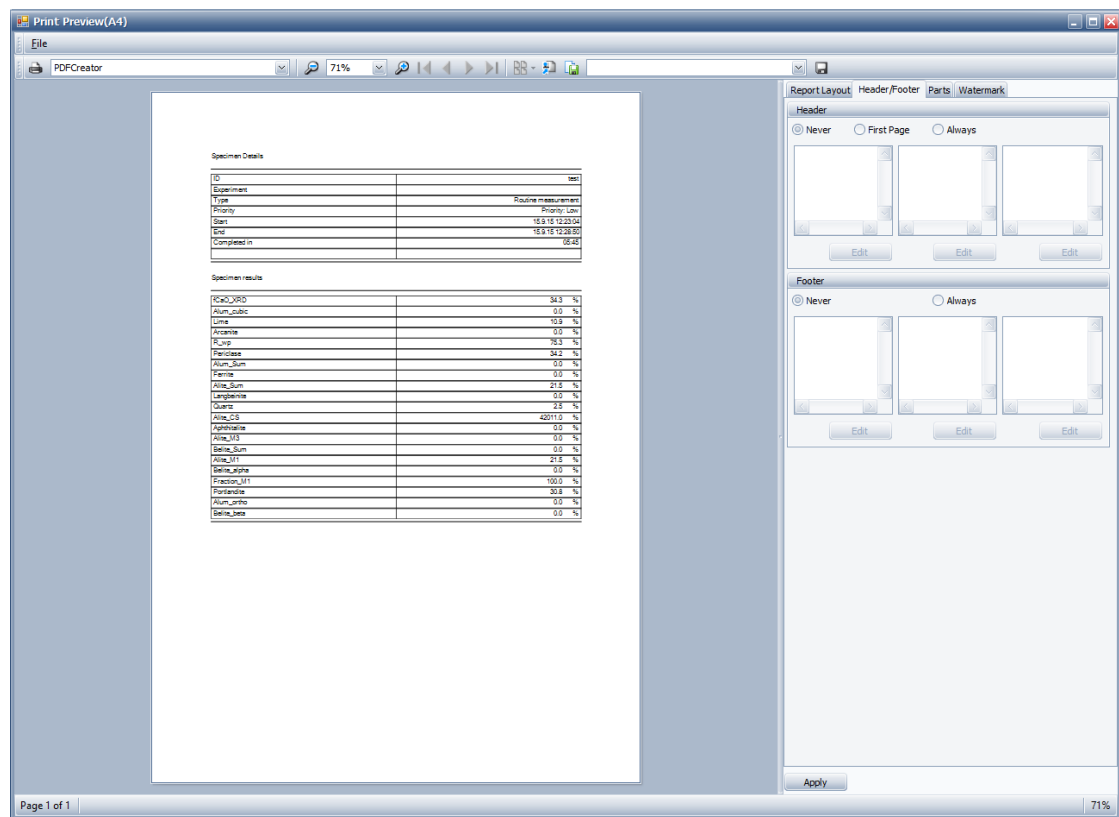 Print Preview(A4)
File
PDFCreator 71%
Report Layout Header/Footer Parts Watermark
Header
Never First Page Always
Edit Edit Edit
Footer
Never Always
Edit Edit Edit
Apply
Specimen Details
ID test
Experiment
Type Routine measurement
Priority Priority: Low
Start 15.9.15 12:23:04
End 15.9.15 12:28:50
Completed in 05:45
Specimen results
fCaO_XRD 34.3 %
Alum_cubic 0.0 %
Lime 10.9 %
Arcanite 0.0 %
R_wp 75.3 %
Periclase 34.2 %
Alum_Sum 0.0 %
Ferrite 0.0 %
Alite_Sum 21.5 %
Langbeinite 0.0 %
Quartz 2.5 %
Alite_CS 42011.0 %
Aphthitalite 0.0 %
Alite_M3 0.0 %
Belite_Sum 0.0 %
Alite_M1 21.5 %
Belite_alpha 0.0 %
Fraction_M1 100.0 %
Portlandite 30.8 %
Alum_ortho 0.0 %
Belite_beta 0.0 %
Page 1 of 1 71%